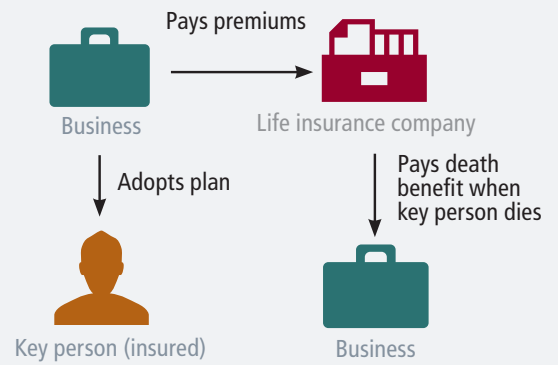 Pays premiums
Business
Life insurance company
Adopts plan
Pays death
benefit when
key person dies
Key person (insured)
Business